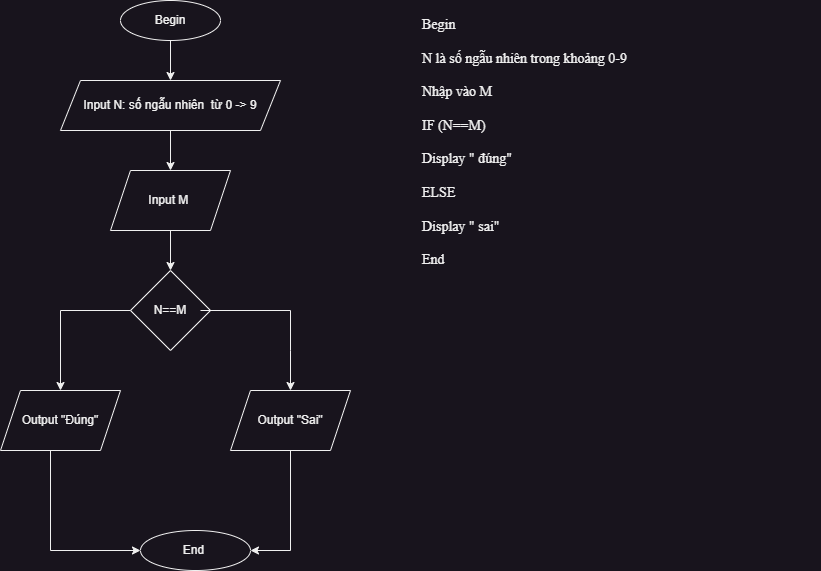 Begin
Input N: số ngẫu nhiên từ 0 -> 9
Input M
N==M
Output "Đúng"
Output "Sai"
End
Begin
N là số ngẫu nhiên trong khoảng 0-9
Nhập vào M
IF (N==M)
Display " đúng"
ELSE
Display " sai"
End